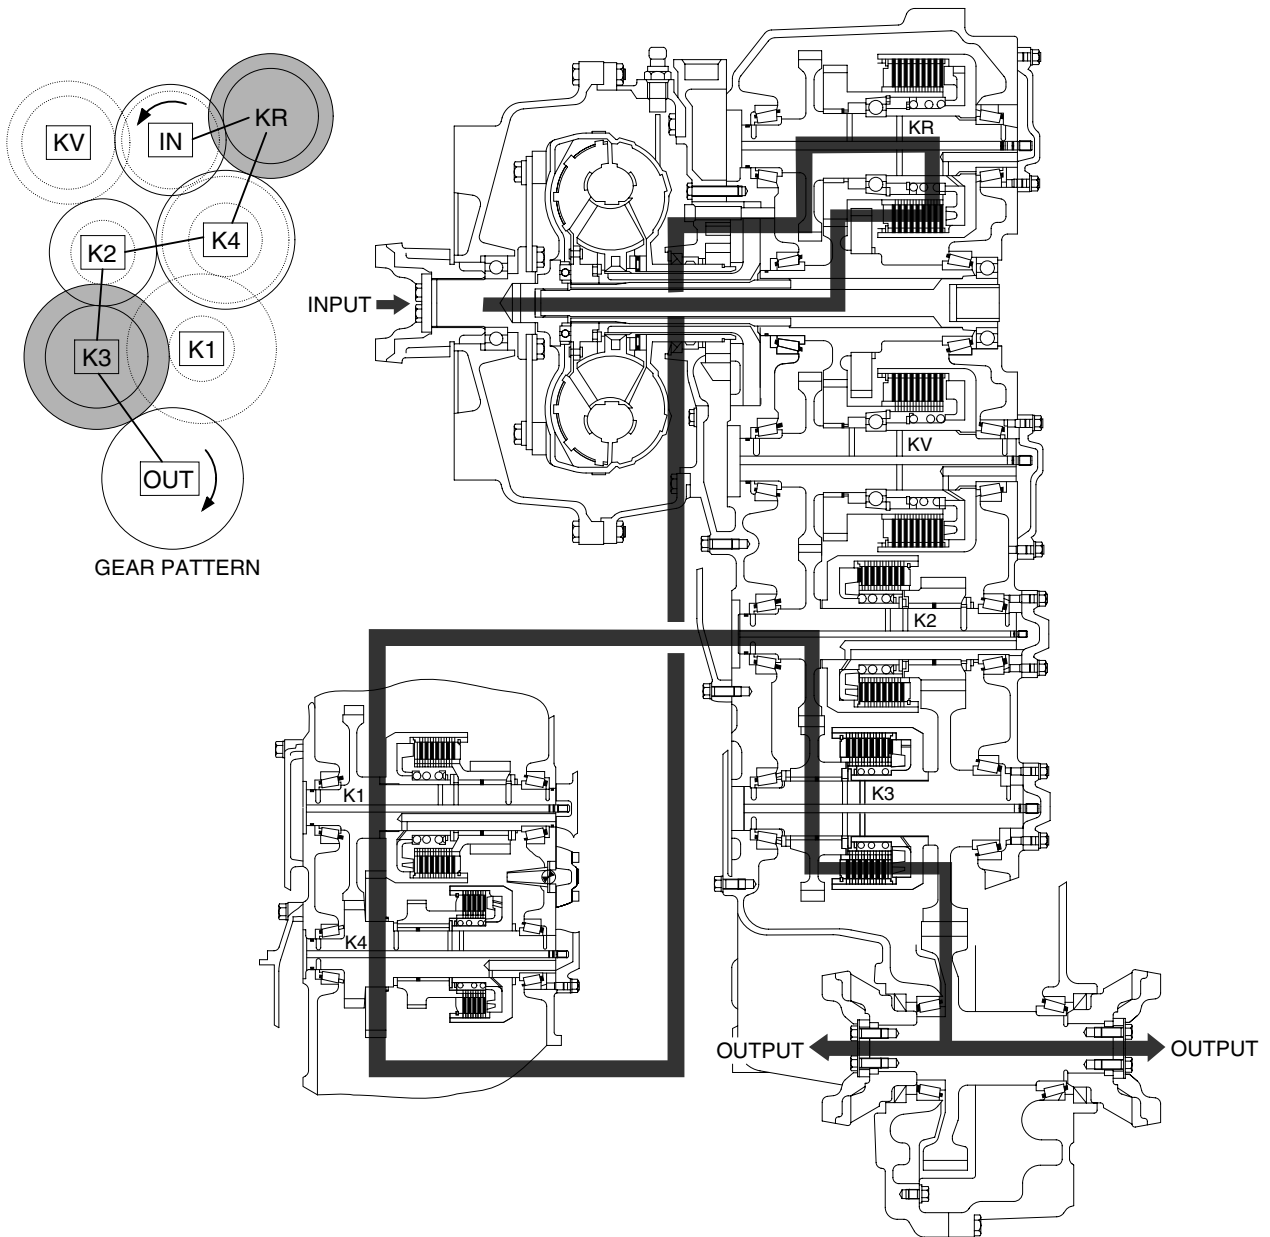 KV
IN
KR
K2
K4
K3
K1
OUT
GEAR PATTERN
INPUT
KR
KV
K2
K3
K1
K4
OUTPUT
OUTPUT